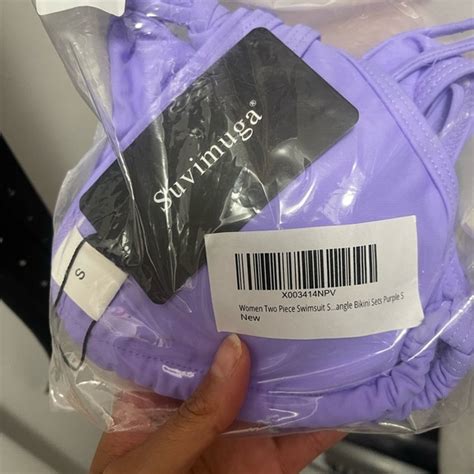 Suvimuga®
S
X003414NPV
Women Two Piece Swimsuit S...angle Bikini Sets Purple S
New